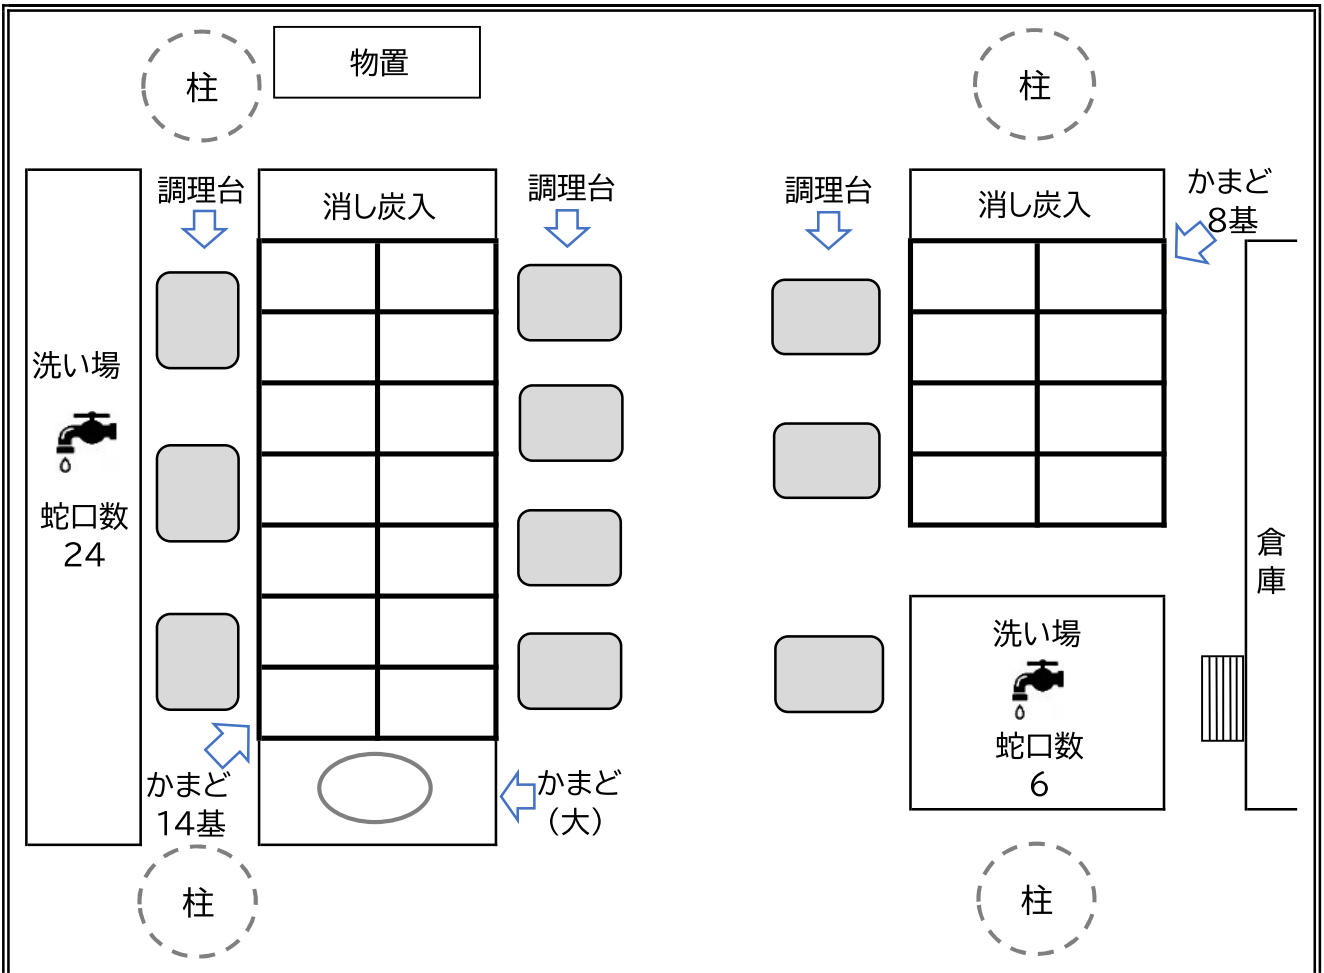 柱
物置
柱
調理台
消し炭入
調理台
調理台
消し炭入
かまど
8基
洗い場
蛇口数
24
倉
庫
洗い場
蛇口数
6
かまど
14基
かまど
（大）
柱
柱